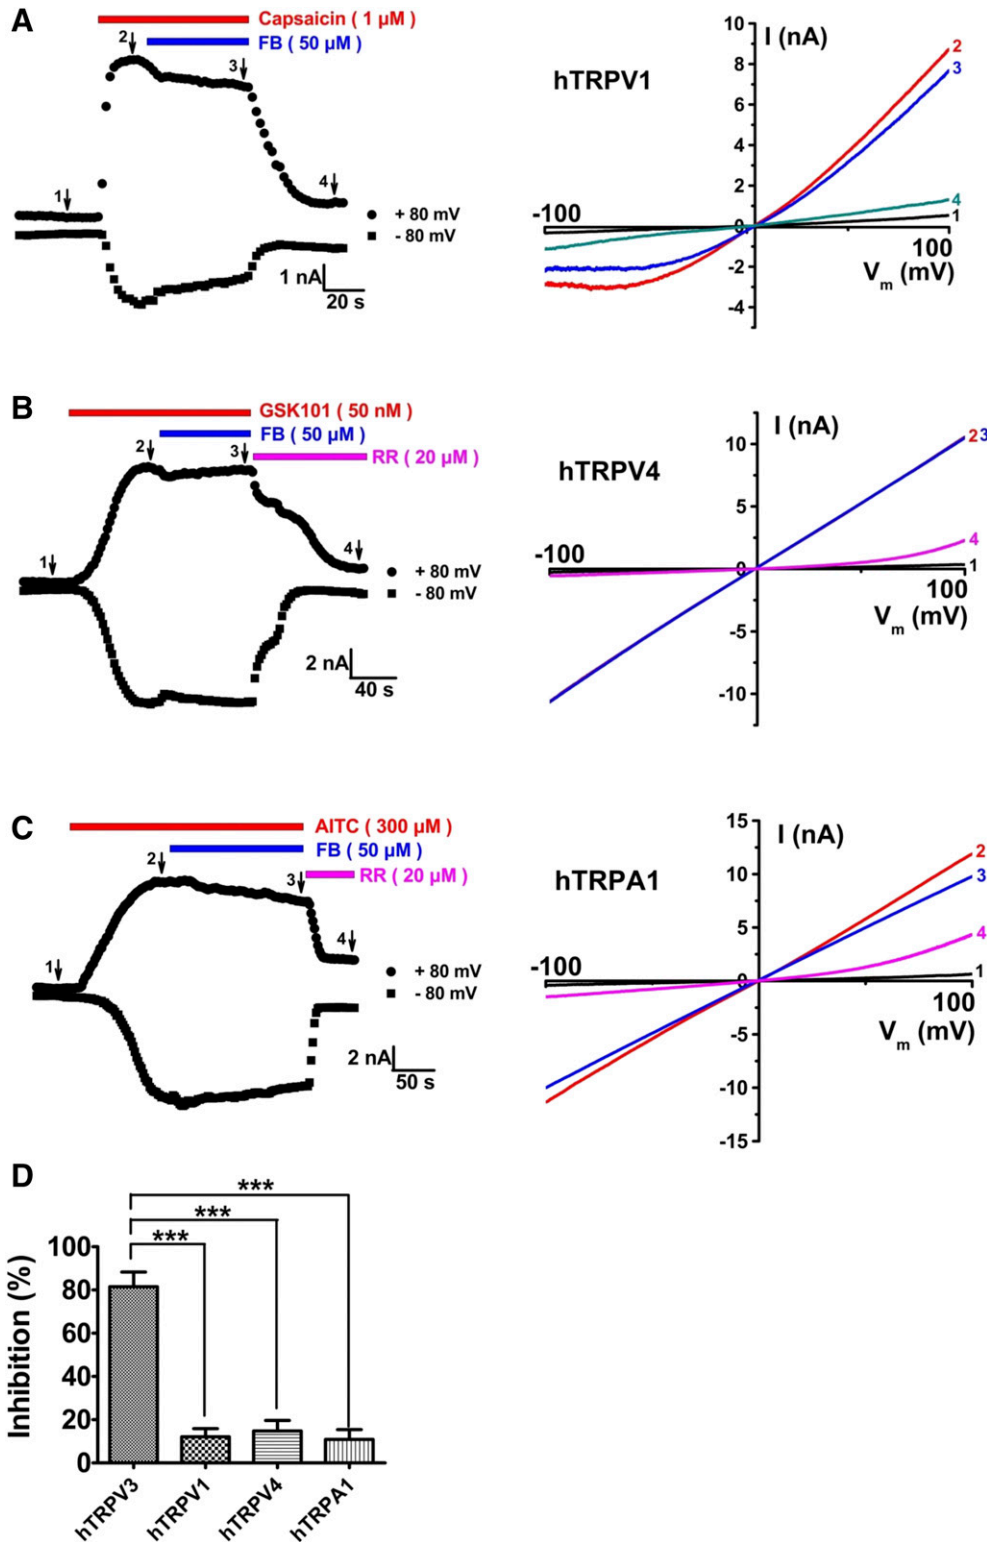 A
Capsaicin ( 1 µM )
FB ( 50 µM )
2
3
1
4
+ 80 mV
- 80 mV
1 nA
20 s
hTRPV1
I (nA)
10
8
6
4
2
0
-2
-4
-100
100
Vm (mV)
2
3
4
1
B
GSK101 ( 50 nM )
FB ( 50 µM )
RR ( 20 µM )
2
3
1
4
+ 80 mV
- 80 mV
2 nA
40 s
hTRPV4
I (nA)
10
5
0
-5
-10
-100
100
Vm (mV)
2 3
4
1
C
AITC ( 300 µM )
FB ( 50 µM )
RR ( 20 µM )
2
3
1
4
+ 80 mV
- 80 mV
2 nA
50 s
hTRPA1
I (nA)
15
10
5
0
-5
-10
-15
-100
100
Vm (mV)
2
3
4
1
D
***
***
***
Inhibition (%)
100
80
60
40
20
0
hTRPV3
hTRPV1
hTRPV4
hTRPA1